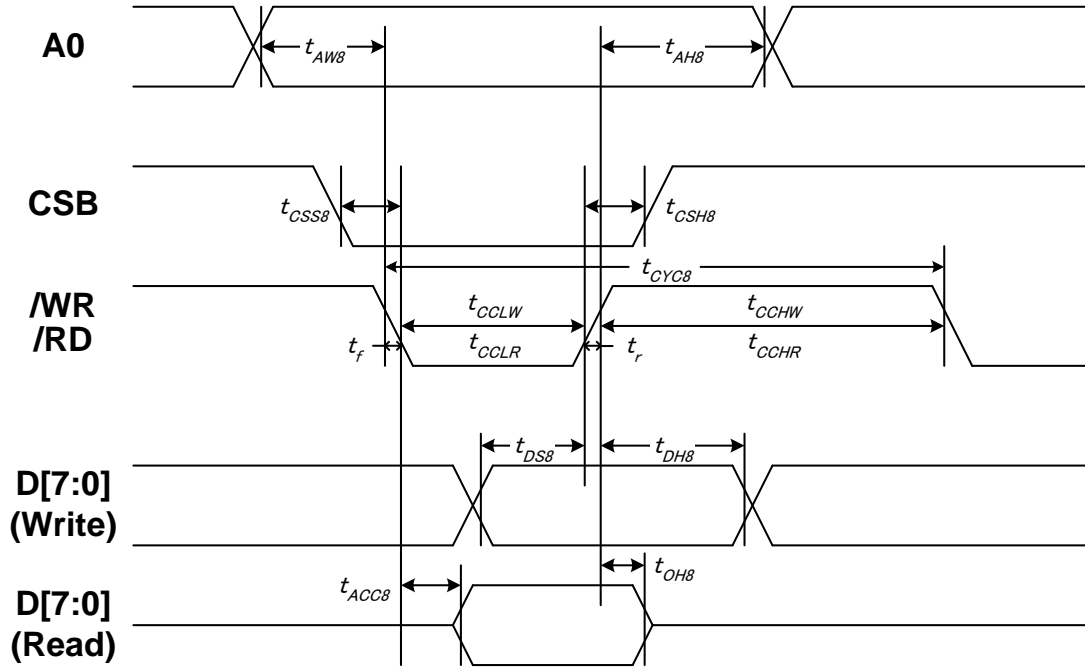 A0
tAW8
tAH8
CSB
tCSS8
tCSH8
tCYC8
/WR
/RD
tCCLW
tCCHW
tf
tCCLR
tr
tCCHR
tDS8
tDH8
D[7:0]
(Write)
tOH8
tACC8
D[7:0]
(Read)